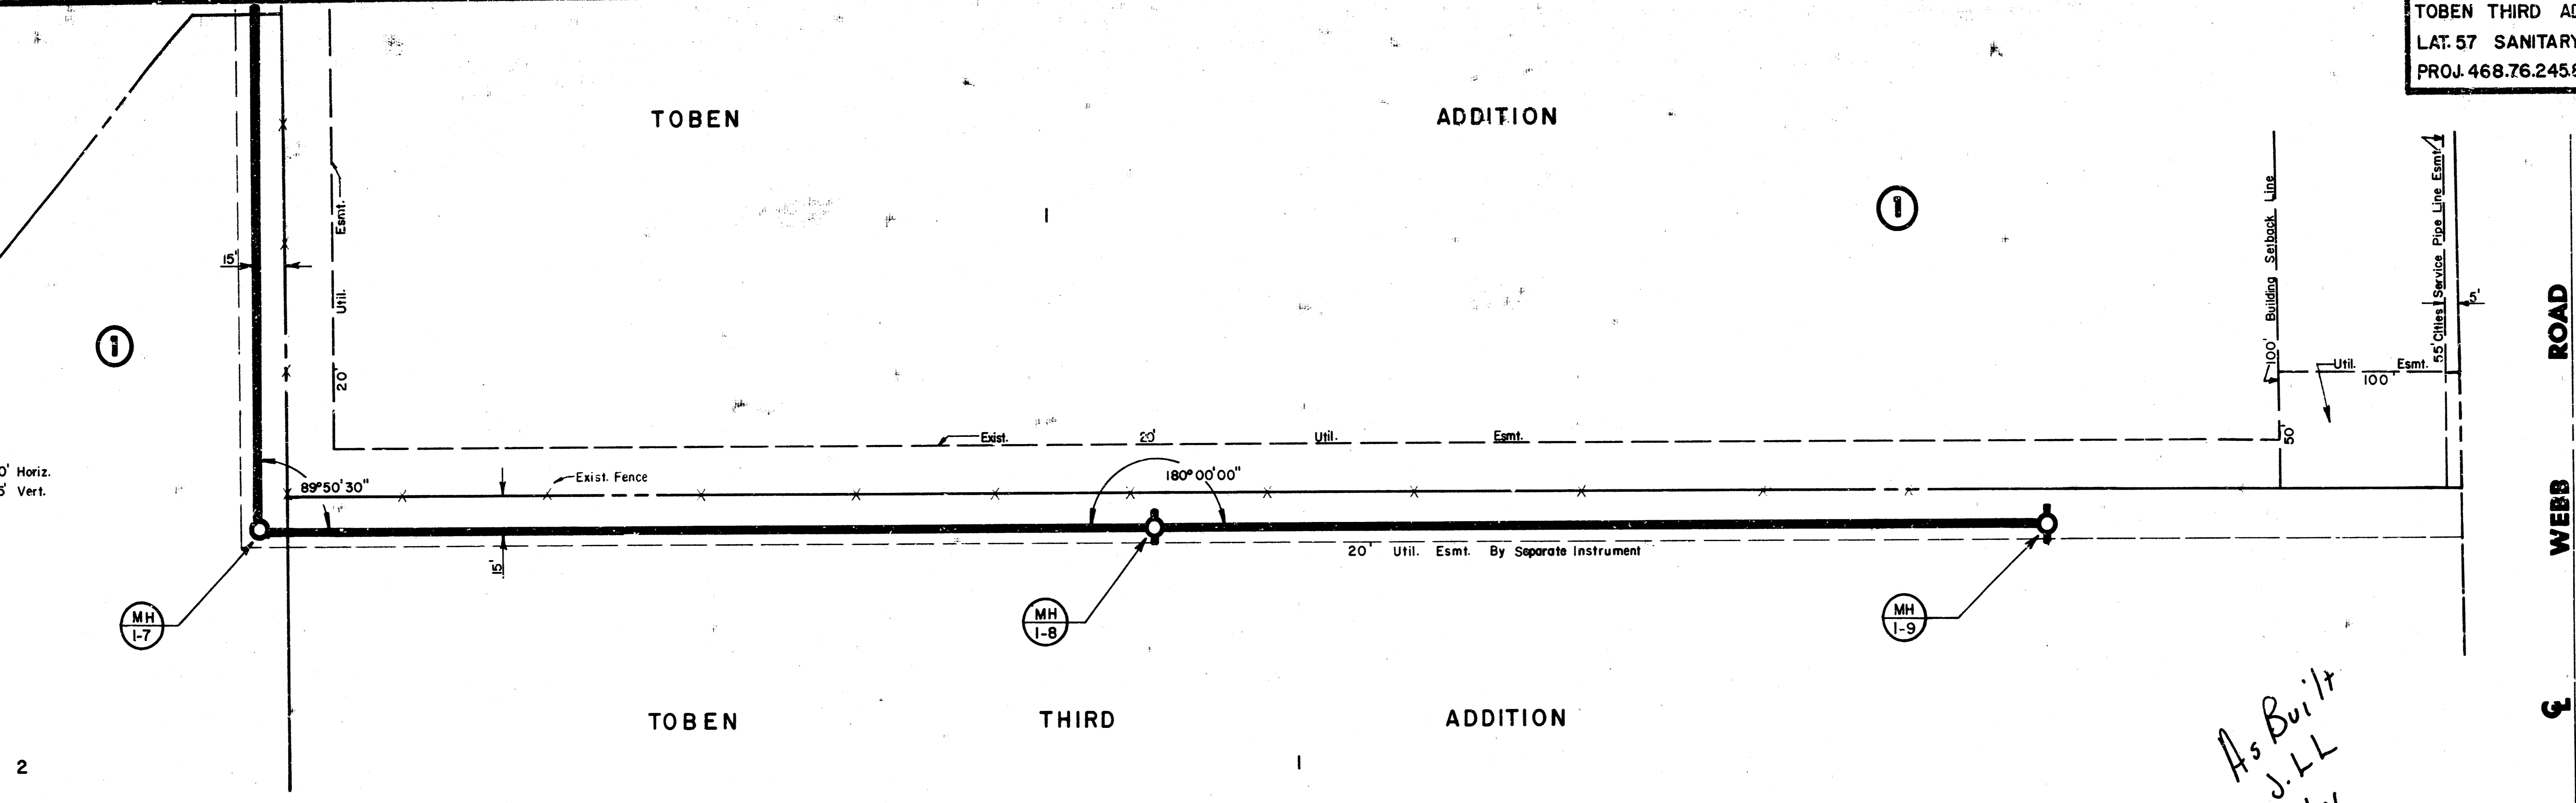 TOBEN THIRD
LAT. 57 SANITARY
PROJ. 468.76.245
TOBEN ADDITION
1
1
15'
20' Util. Esmt.
1
100' Building Setback Line
55' Cities Service Pipe Line Esmt.
5'
Util. Esmt.
100'
50'
Exist. 20' Util. Esmt.
Horiz.
Vert.
89°50'30"
Exist. Fence
180°00'00"
15'
20' Util. Esmt. By Separate Instrument
MH
1-7
MH
1-8
MH
1-9
WEBB ROAD
℄
TOBEN THIRD ADDITION
2
1
As Built
J.LL